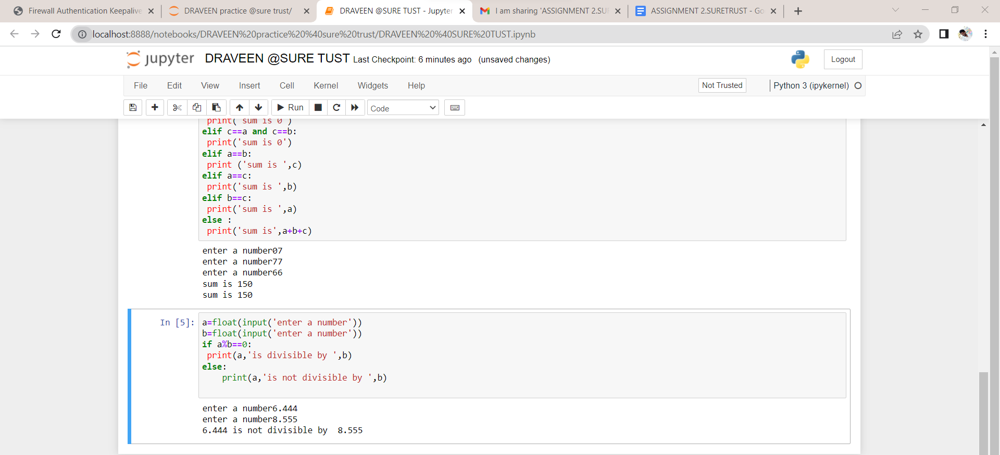 Firewall Authentication Keepalive
DRAVEEN practice @sure trust/
DRAVEEN @SURE TUST - Jupyter
I am sharing 'ASSIGNMENT 2.SUR
ASSIGNMENT 2.SURETRUST - Go
localhost:8888/notebooks/DRAVEEN%20practice%20%40sure%20trust/DRAVEEN%20%40SURE%20TUST.ipynb
jupyter DRAVEEN @SURE TUST Last Checkpoint: 6 minutes ago (unsaved changes) Logout
File Edit View Insert Cell Kernel Widgets Help Not Trusted Python 3 (ipykernel)
Run Code
print('sum is 0')
elif c==a and c==b:
print('sum is 0')
elif a==b:
print ('sum is ',c)
elif a==c:
print('sum is ',b)
elif b==c:
print('sum is ',a)
else :
print('sum is',a+b+c)
enter a number07
enter a number77
enter a number66
sum is 150
sum is 150
In [5]: a=float(input('enter a number'))
b=float(input('enter a number'))
if a%b==0:
print(a,'is divisible by ',b)
else:
print(a,'is not divisible by ',b)
enter a number6.444
enter a number8.555
6.444 is not divisible by  8.555